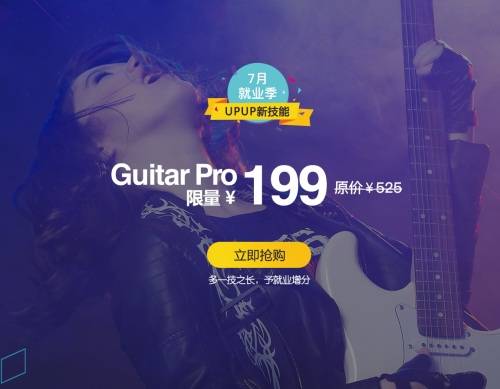 7月
就业季
UPUP新技能
Guitar Pro
限量 ¥ 199 原价 ¥ 525
立即抢购
多一技之长，予就业增分